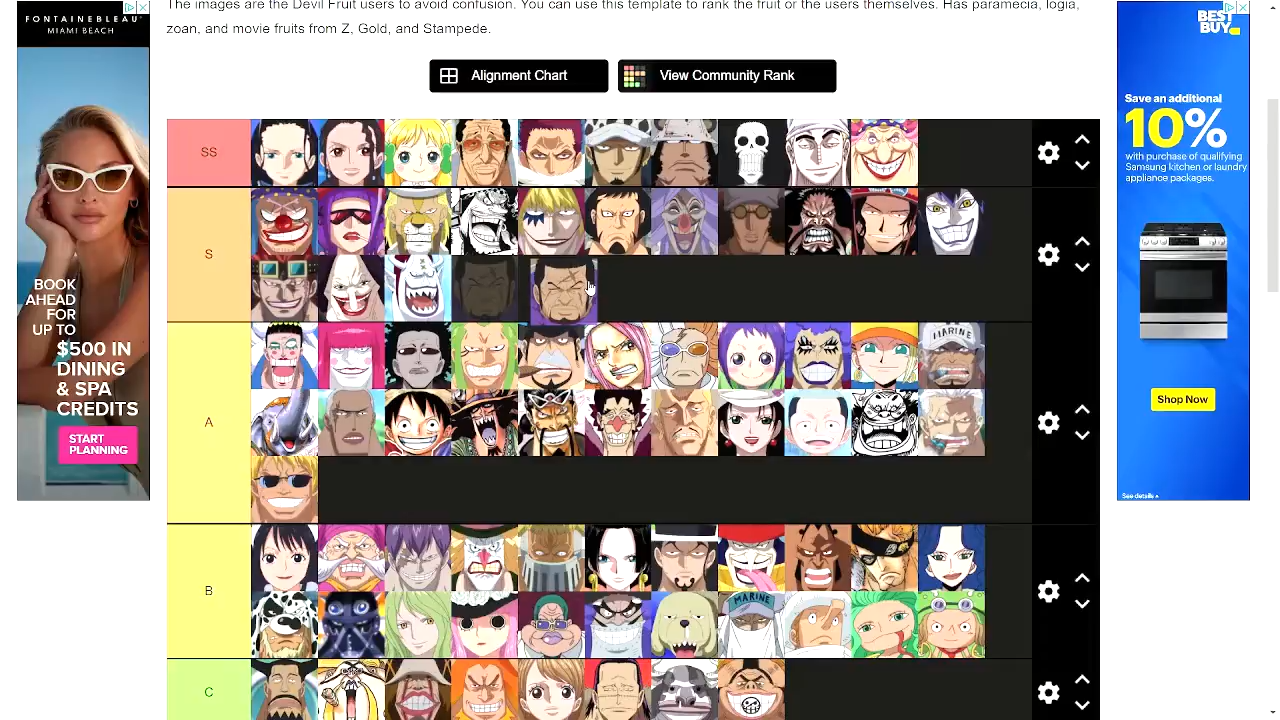 The images are the Devil Fruit users to avoid confusion. You can use this template to rank the fruit or the users themselves. Has paramecia, logia,
zoan, and movie fruits from Z, Gold, and Stampede.
Alignment Chart
View Community Rank
SS
S
A
B
C
MARINE
MARINE
FONTAINEBLEAU
MIAMI BEACH
BOOK
AHEAD
FOR
UP TO
$500 IN
DINING
& SPA
CREDITS
START
PLANNING
BEST
BUY
Save an additional
10%
with purchase of qualifying
Samsung kitchen or laundry
appliance packages.
Shop Now
See details